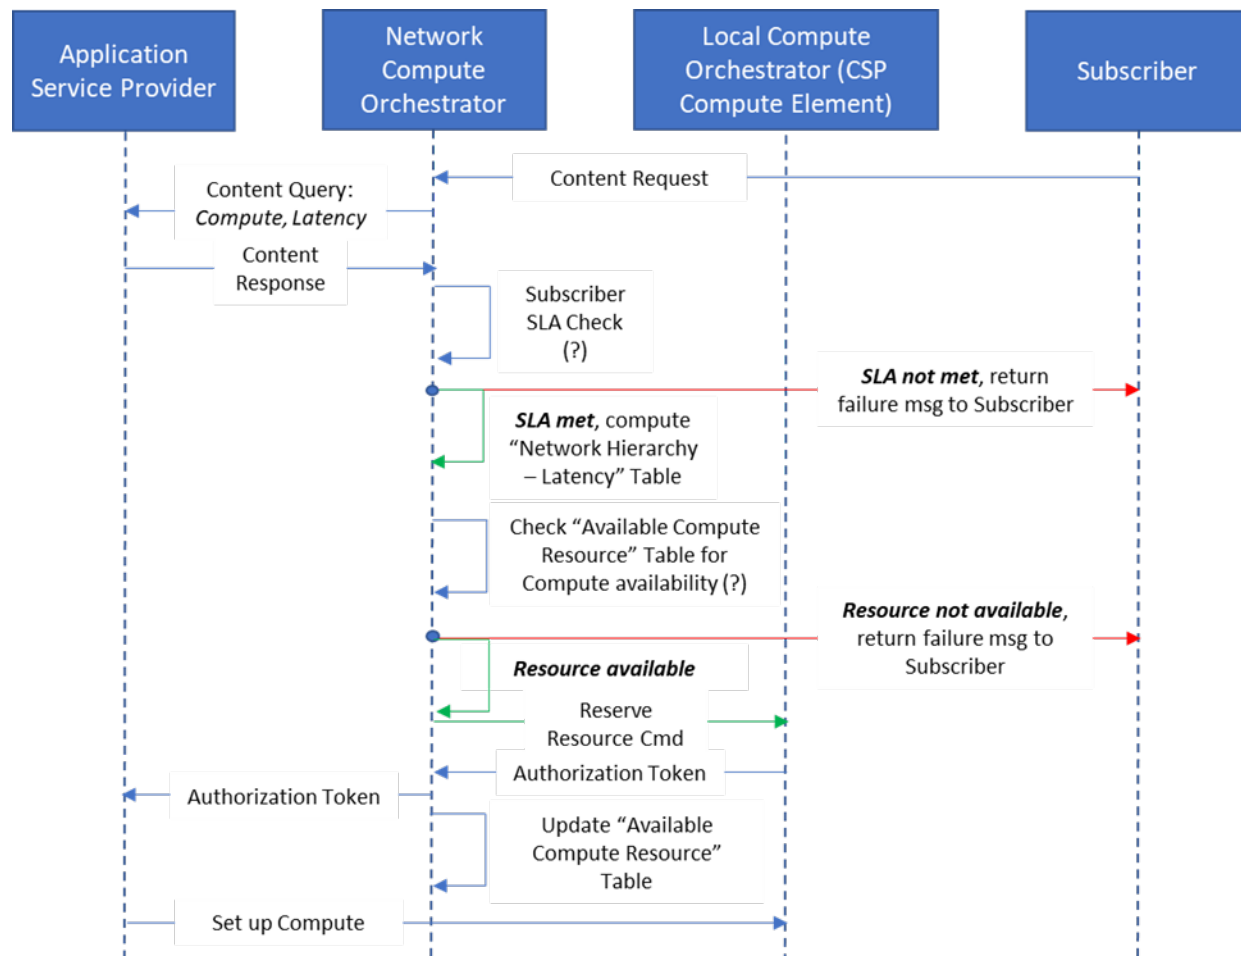 Application
Service Provider
Network
Compute
Orchestrator
Local Compute
Orchestrator (CSP
Compute Element)
Subscriber
Content Request
Content Query:
Compute, Latency
Content
Response
Subscriber
SLA Check
(?)
SLA not met, return
failure msg to Subscriber
SLA met, compute
“Network Hierarchy
– Latency” Table
Check “Available Compute
Resource” Table for
Compute availability (?)
Resource not available,
return failure msg to
Subscriber
Resource available
Reserve
Resource Cmd
Authorization Token
Authorization Token
Update “Available
Compute Resource”
Table
Set up Compute